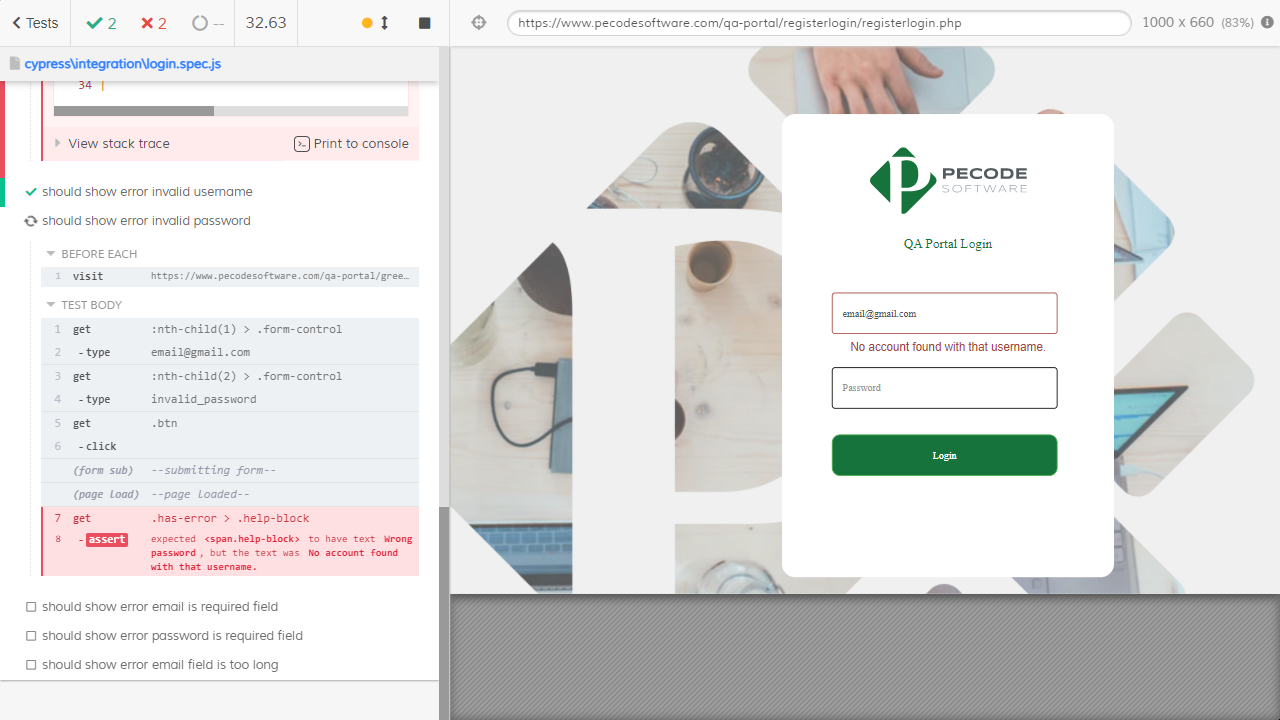 Tests
2
2
--
32.63
https://www.pecodesoftware.com/qa-portal/registerlogin/registerlogin.php
1000 x 660 (83%)
cypress\integration\login.spec.js
34 |
View stack trace
Print to console
should show error invalid username
should show error invalid password
BEFORE EACH
1 visit https://www.pecodesoftware.com/qa-portal/gree…
TEST BODY
1 get :nth-child(1) > .form-control
2 -type email@gmail.com
3 get :nth-child(2) > .form-control
4 -type invalid_password
5 get .btn
6 -click
(form sub) --submitting form--
(page load) --page loaded--
7 get .has-error > .help-block
8 -assert expected <span.help-block> to have text Wrong
password, but the text was No account found
with that username.
should show error email is required field
should show error password is required field
should show error email field is too long
PECODE
SOFTWARE
QA Portal Login
email@gmail.com
No account found with that username.
Password
Login